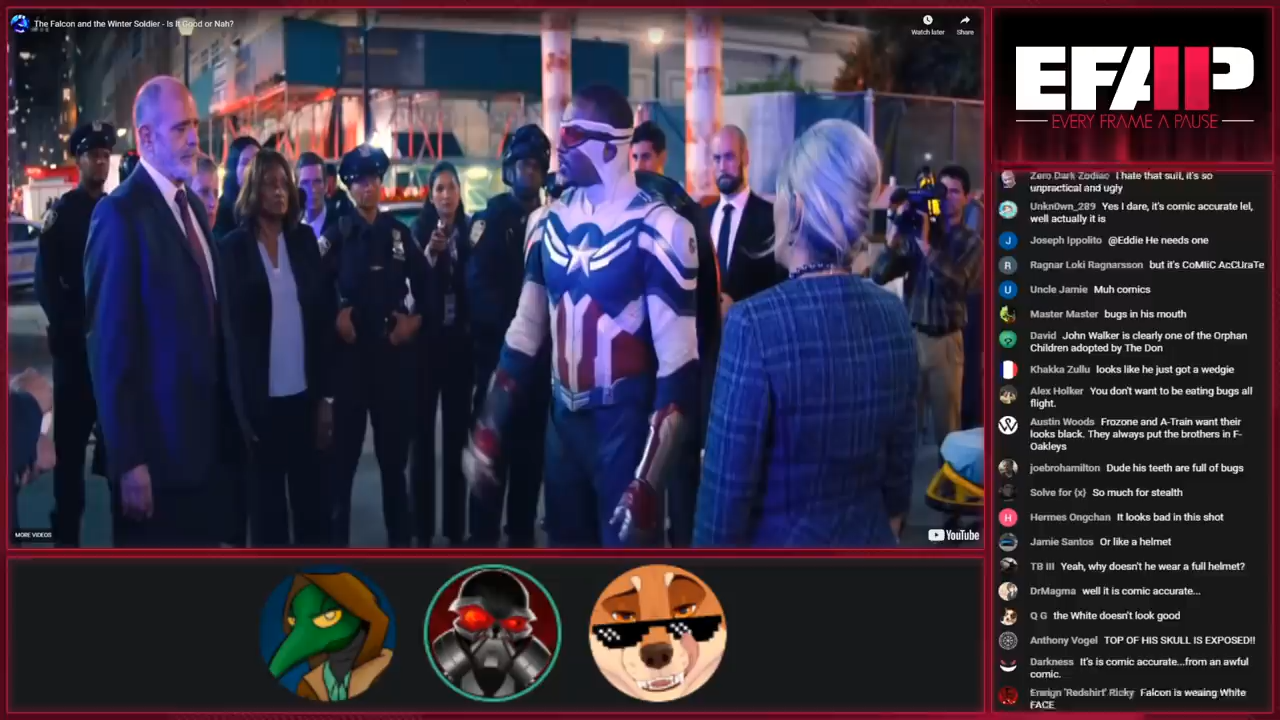 The Falcon and the Winter Soldier - Is It Good or Nah?
Watch later
Share
MORE VIDEOS
YouTube
EFAP
EVERY FRAME A PAUSE
Zero Dark Zodiac I hate that suit, it's so
unpractical and ugly
Unkn0wn_289 Yes I dare, it's comic accurate lel,
well actually it is
Joseph Ippolito @Eddie He needs one
Ragnar Loki Ragnarsson but it's CoMIiC AcCUraTe
Uncle Jamie Muh comics
Master Master bugs in his mouth
David John Walker is clearly one of the Orphan
Children adopted by The Don
Khakka Zullu looks like he just got a wedgie
Alex Holker You don't want to be eating bugs all
flight.
Austin Woods Frozone and A-Train want their
looks black. They always put the brothers in F-
Oakleys
joebrohamilton Dude his teeth are full of bugs
Solve for {x} So much for stealth
Hermes Ongchan It looks bad in this shot
Jamie Santos Or like a helmet
TB III Yeah, why doesn't he wear a full helmet?
DrMagma well it is comic accurate...
Q G the White doesn't look good
Anthony Vogel TOP OF HIS SKULL IS EXPOSED!!
Darkness It's is comic accurate...from an awful
comic.
Ensign 'Redshirt' Ricky Falcon is wearing White
FACE